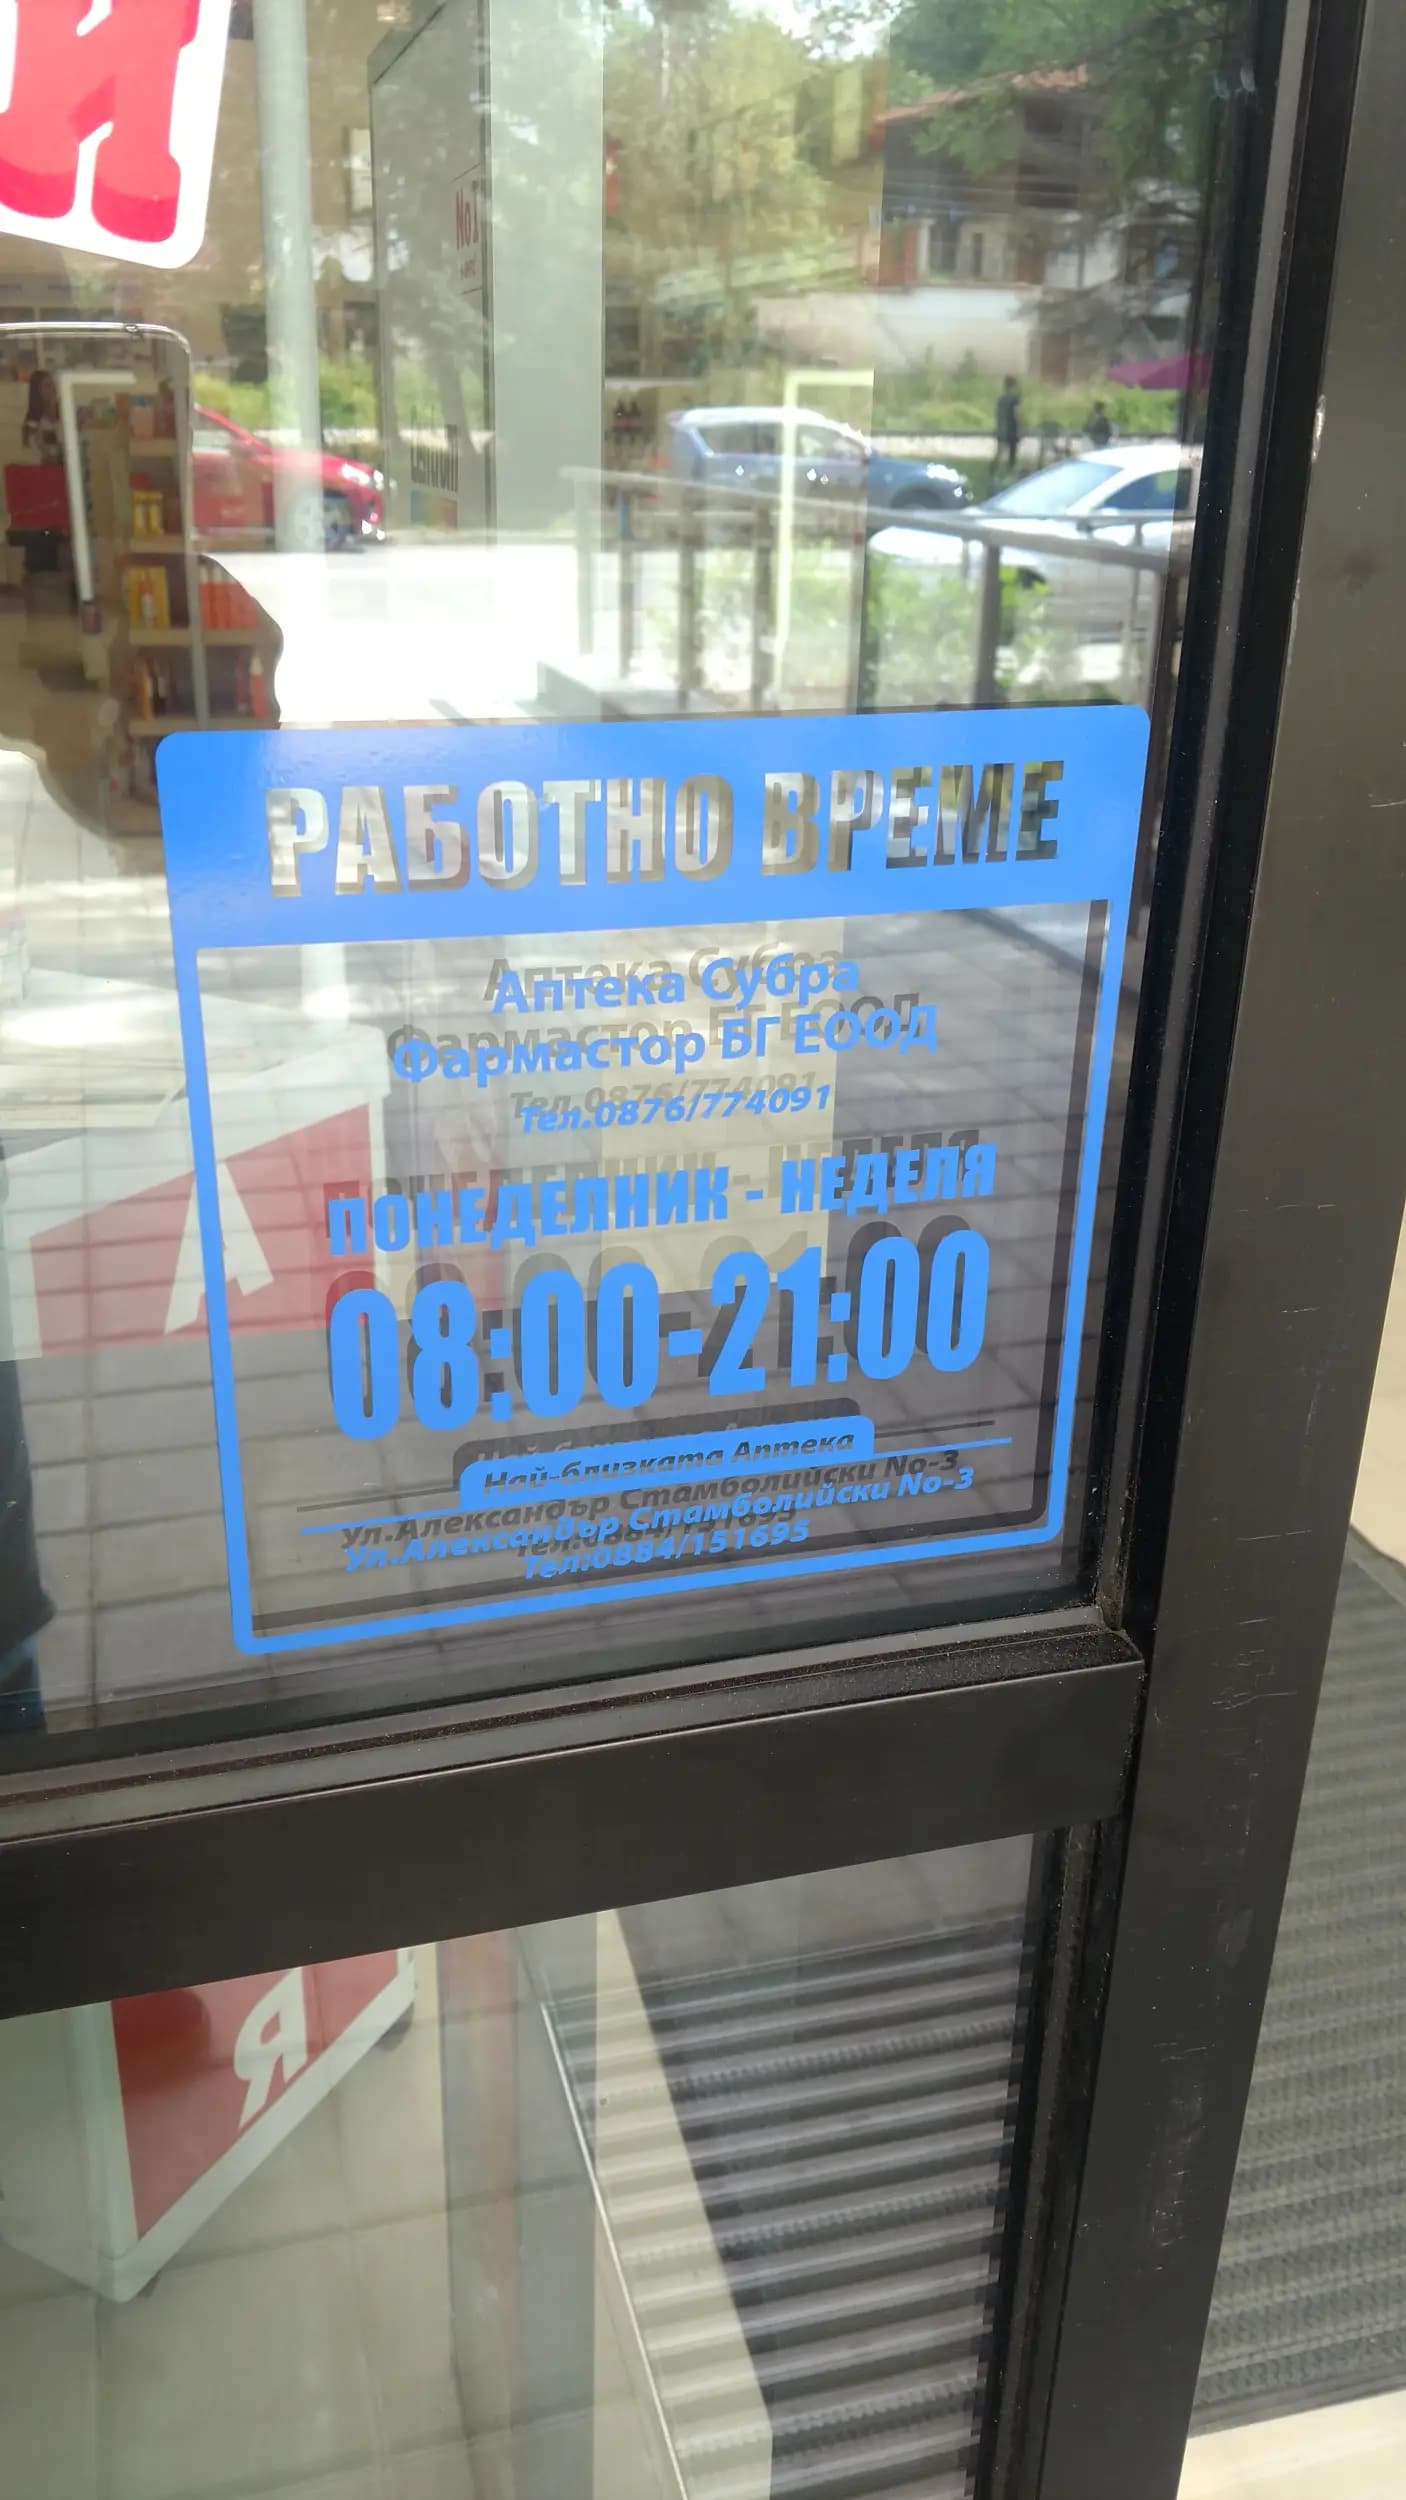 РАБОТНО ВРЕМЕ
Аптека Субра
Фармастор БГ ЕООД
Тел.0876/774091
ПОНЕДЕЛНИК - НЕДЕЛЯ
08:00-21:00
Най-близката Аптека
Ул.Александър Стамболийски No-3
Тел:0884/151695